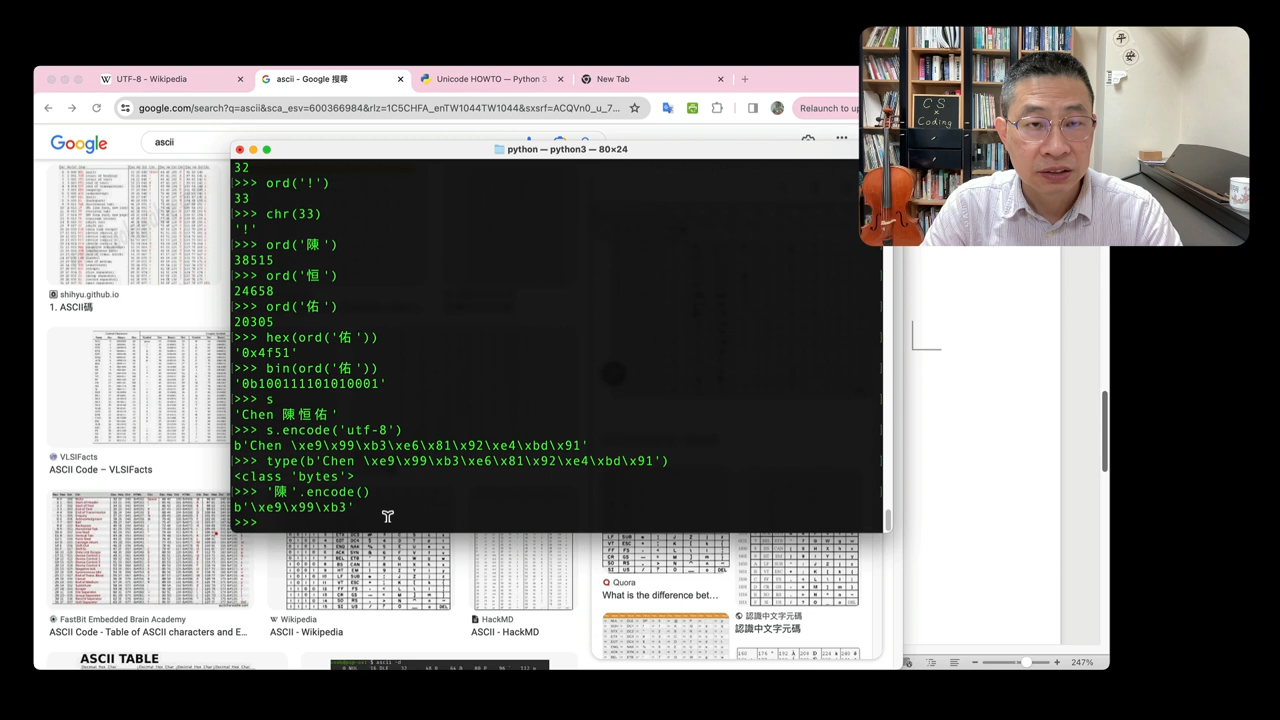 UTF-8 - Wikipedia
ascii - Google 搜尋
Unicode HOWTO — Python 3.
New Tab
google.com/search?q=ascii&sca_esv=600366984&rlz=1C5CHFA_enTW1044TW1044&sxsrf=ACQVn0_u_7...
Relaunch to up
Google
ascii
python — python3 — 80×24
32
>>> ord('!')
33
>>> chr(33)
'!'
>>> ord('陳')
38515
>>> ord('恒')
24658
>>> ord('佑')
20305
>>> hex(ord('佑'))
'0x4f51'
>>> bin(ord('佑'))
'0b100111101010001'
>>> s
'Chen 陳恒佑'
>>> s.encode('utf-8')
b'Chen \xe9\x99\xb3\xe6\x81\x92\xe4\xbd\x91'
>>> type(b'Chen \xe9\x99\xb3\xe6\x81\x92\xe4\xbd\x91')
<class 'bytes'>
>>> '陳'.encode()
b'\xe9\x99\xb3'
>>>
shihyu.github.io
1. ASCII碼
VLSIFacts
ASCII Code – VLSIFacts
FastBit Embedded Brain Academy
ASCII Code - Table of ASCII characters and E...
Wikipedia
ASCII - Wikipedia
HackMD
ASCII - HackMD
Quora
What is the difference bet...
認識中文字元碼
認識中文字元碼
ASCII TABLE
247%
CS
×
Coding
平
安